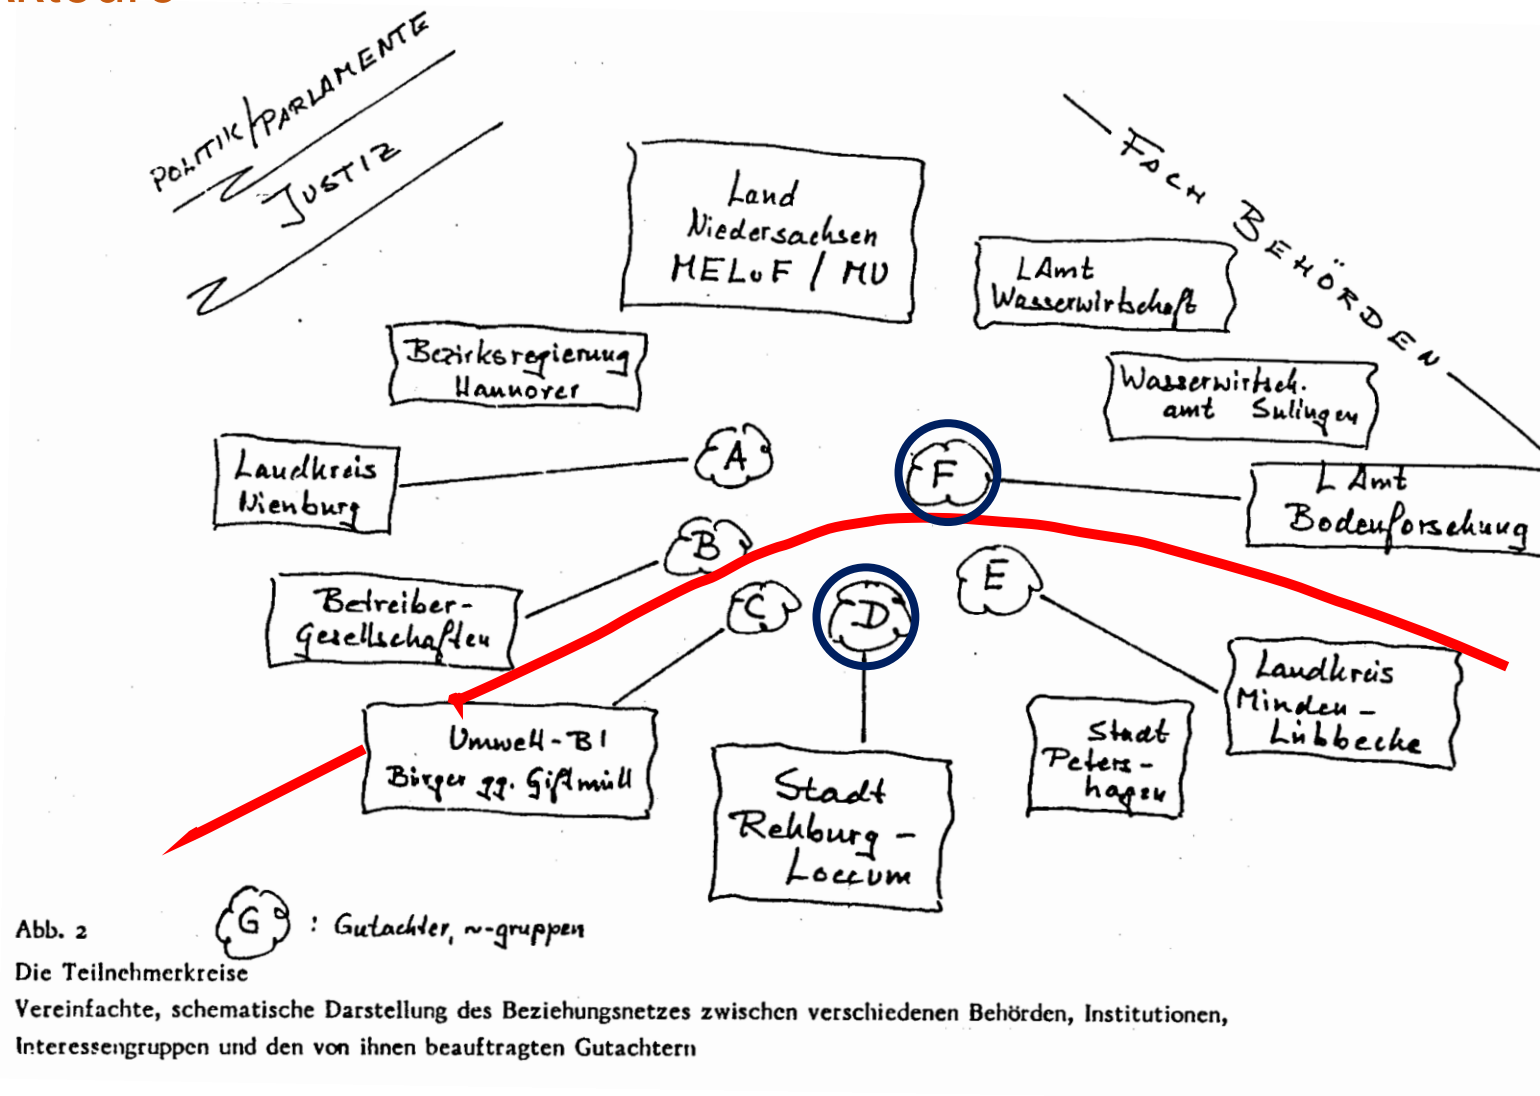 POLITIK/PARLAMENTE
JUSTIZ
FACH BEHÖRDEN
Land
Niedersachsen
MELuF / MU
LAmt
Wasserwirtschaft
Bezirksregierung
Hannover
Wasserwirtsch.
amt Sulingen
Landkreis
Nienburg
A
F
L Amt
Bodenforschung
B
E
Betreiber-
Gesellschaften
C
D
Landkreis
Minden-
Lübbecke
Umwelt-BI
Bürger gg. Giftmüll
Stadt
Peters-
hagen
Stadt
Rehburg-
Loccum
Abb. 2
G : Gutachter, ~-gruppen
Die Teilnehmerkreise
Vereinfachte, schematische Darstellung des Beziehungsnetzes zwischen verschiedenen Behörden, Institutionen,
Interessengruppen und den von ihnen beauftragten Gutachtern